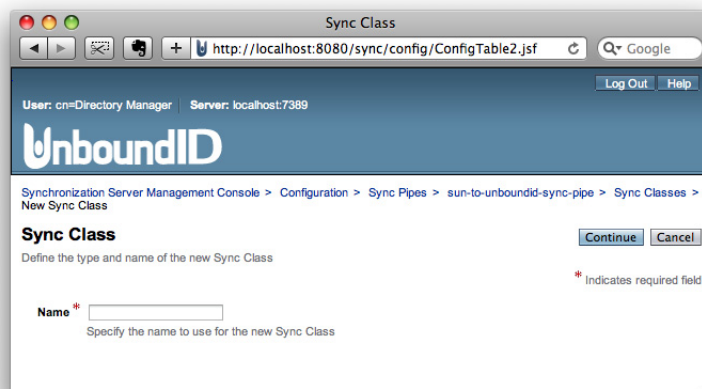 Sync Class
+ http://localhost:8080/sync/config/ConfigTable2.jsf Google
Log Out Help
User: cn=Directory Manager Server: localhost:7389
UnboundID
Synchronization Server Management Console > Configuration > Sync Pipes > sun-to-unboundid-sync-pipe > Sync Classes >
New Sync Class
Sync Class Continue Cancel
Define the type and name of the new Sync Class
* Indicates required field
Name *
Specify the name to use for the new Sync Class